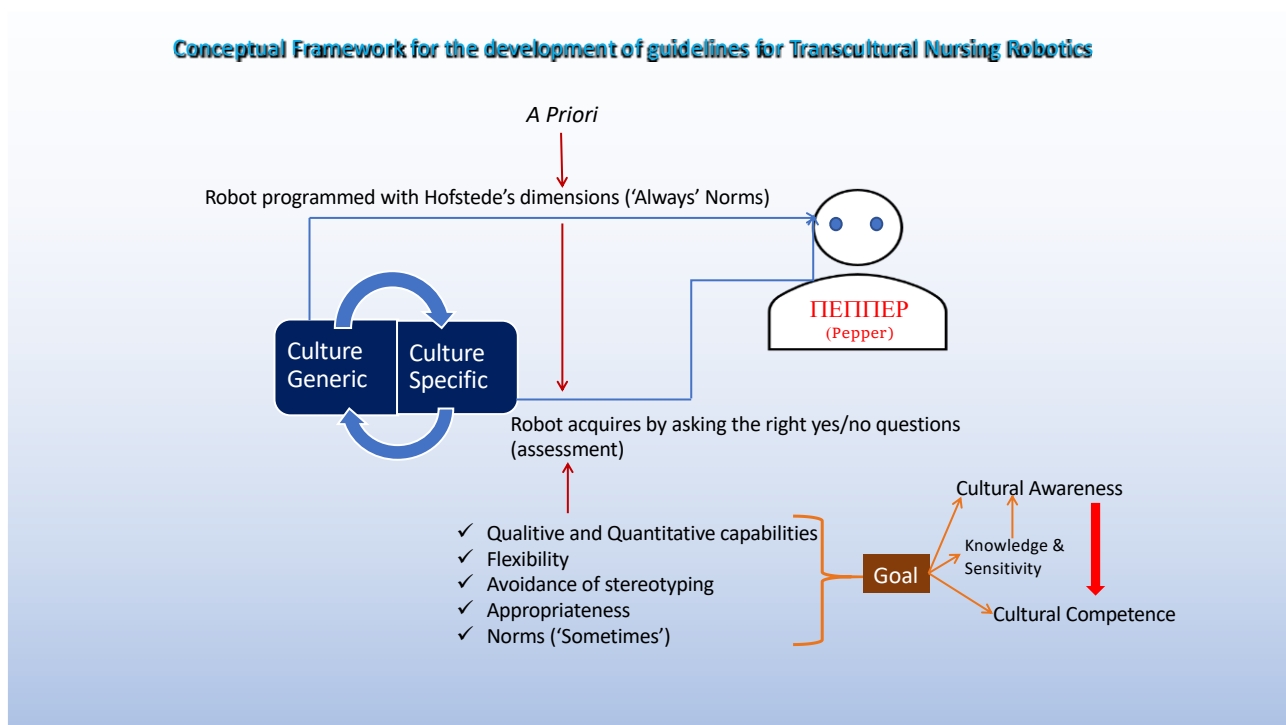 Conceptual Framework for the development of guidelines for Transcultural Nursing Robotics
A Priori
Robot programmed with Hofstede’s dimensions (‘Always’ Norms)
ΠΕΠΠΕΡ
(Pepper)
Culture
Generic
Culture
Specific
Robot acquires by asking the right yes/no questions
(assessment)
✓ Qualitive and Quantitative capabilities
✓ Flexibility
✓ Avoidance of stereotyping
✓ Appropriateness
✓ Norms (‘Sometimes’)
Goal
Cultural Awareness
Knowledge &
Sensitivity
Cultural Competence